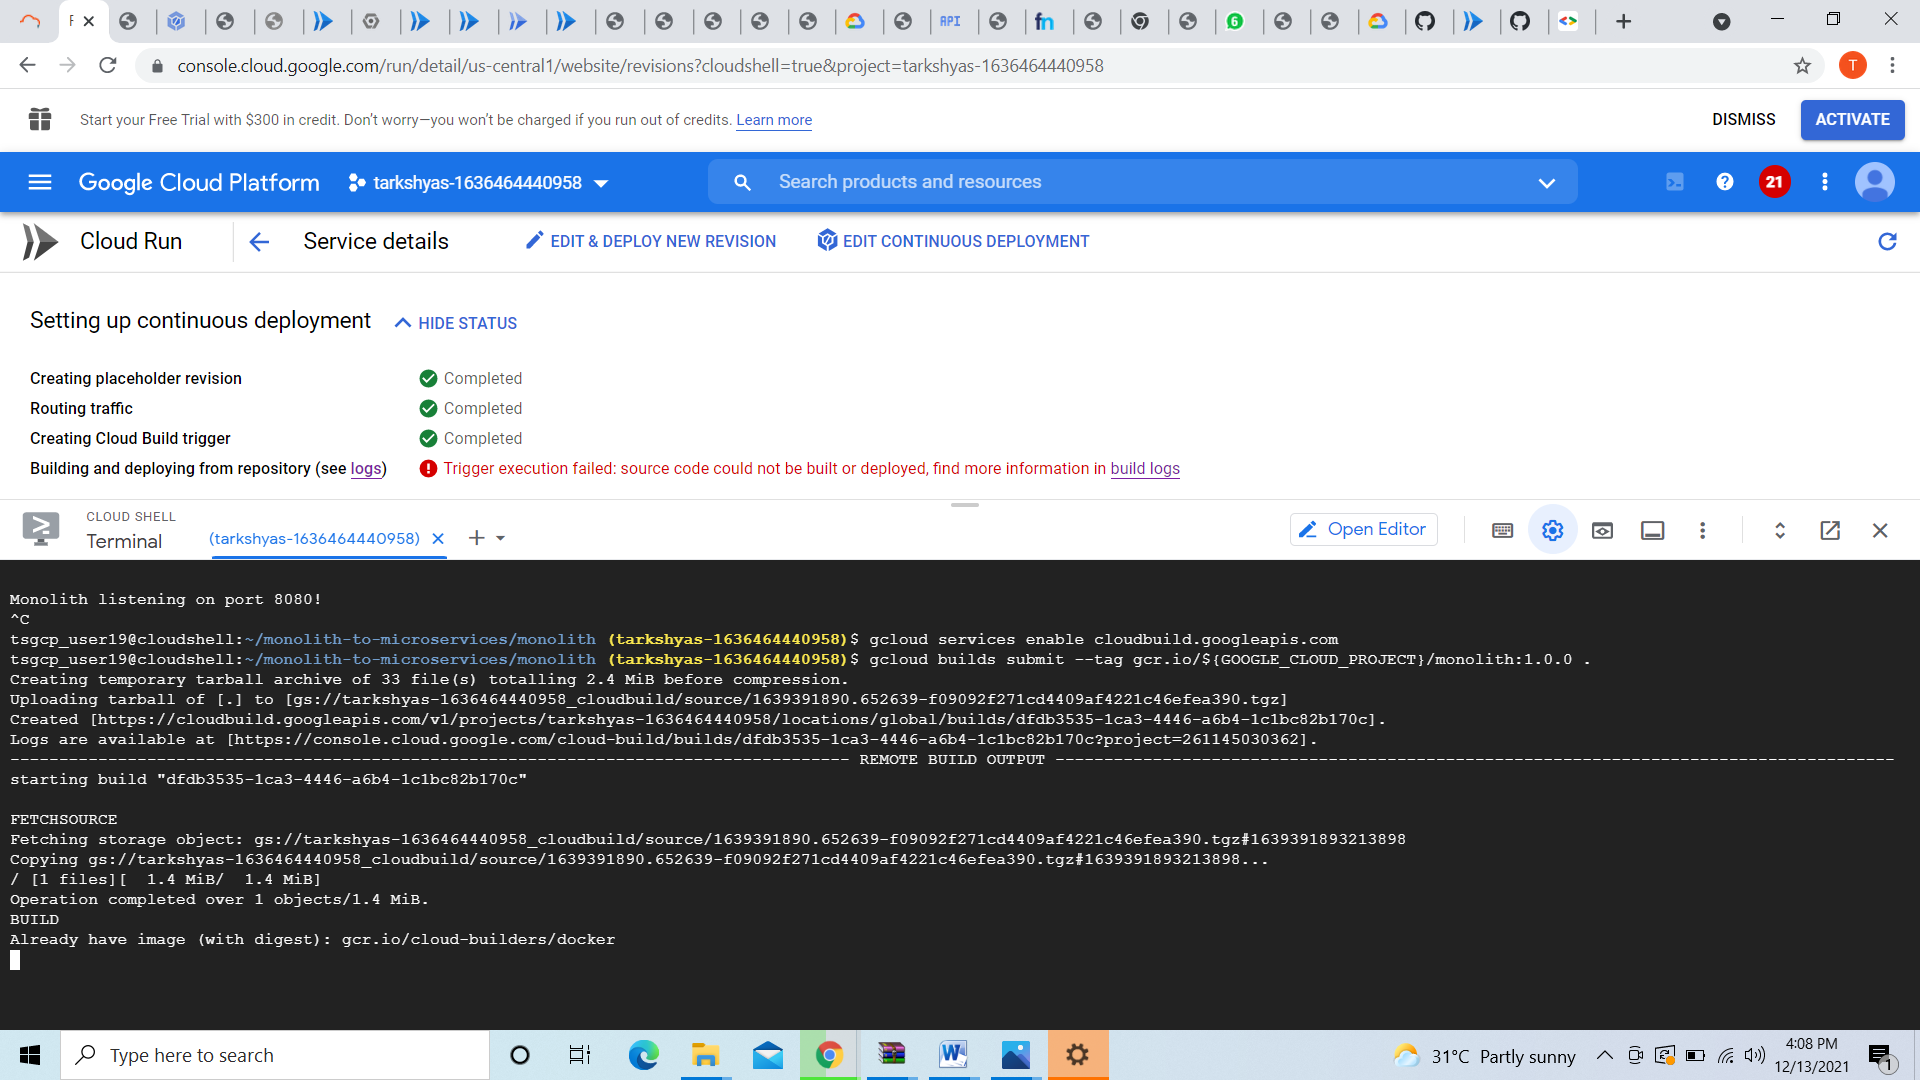 F
API
fn
6
console.cloud.google.com/run/detail/us-central1/website/revisions?cloudshell=true&project=tarkshyas-1636464440958
T
Start your Free Trial with $300 in credit. Don't worry—you won't be charged if you run out of credits. Learn more
DISMISS
ACTIVATE
Google Cloud Platform
tarkshyas-1636464440958
Search products and resources
21
Cloud Run
Service details
EDIT & DEPLOY NEW REVISION
EDIT CONTINUOUS DEPLOYMENT
Setting up continuous deployment
HIDE STATUS
Creating placeholder revision Completed
Routing traffic Completed
Creating Cloud Build trigger Completed
Building and deploying from repository (see logs) Trigger execution failed: source code could not be built or deployed, find more information in build logs
CLOUD SHELL
Terminal
(tarkshyas-1636464440958)
Open Editor
Monolith listening on port 8080!
^C
tsgcp_user19@cloudshell:~/monolith-to-microservices/monolith (tarkshyas-1636464440958)$ gcloud services enable cloudbuild.googleapis.com
tsgcp_user19@cloudshell:~/monolith-to-microservices/monolith (tarkshyas-1636464440958)$ gcloud builds submit --tag gcr.io/${GOOGLE_CLOUD_PROJECT}/monolith:1.0.0 .
Creating temporary tarball archive of 33 file(s) totalling 2.4 MiB before compression.
Uploading tarball of [.] to [gs://tarkshyas-1636464440958_cloudbuild/source/1639391890.652639-f09092f271cd4409af4221c46efea390.tgz]
Created [https://cloudbuild.googleapis.com/v1/projects/tarkshyas-1636464440958/locations/global/builds/dfdb3535-1ca3-4446-a6b4-1c1bc82b170c].
Logs are available at [https://console.cloud.google.com/cloud-build/builds/dfdb3535-1ca3-4446-a6b4-1c1bc82b170c?project=261145030362].
-------------------------------------------------------------------------------------- REMOTE BUILD OUTPUT --------------------------------------------------------------------------------------
starting build "dfdb3535-1ca3-4446-a6b4-1c1bc82b170c"
FETCHSOURCE
Fetching storage object: gs://tarkshyas-1636464440958_cloudbuild/source/1639391890.652639-f09092f271cd4409af4221c46efea390.tgz#1639391893213898
Copying gs://tarkshyas-1636464440958_cloudbuild/source/1639391890.652639-f09092f271cd4409af4221c46efea390.tgz#1639391893213898...
/ [1 files][  1.4 MiB/  1.4 MiB]
Operation completed over 1 objects/1.4 MiB.
BUILD
Already have image (with digest): gcr.io/cloud-builders/docker
Type here to search
31°C Partly sunny
4:08 PM
12/13/2021
1